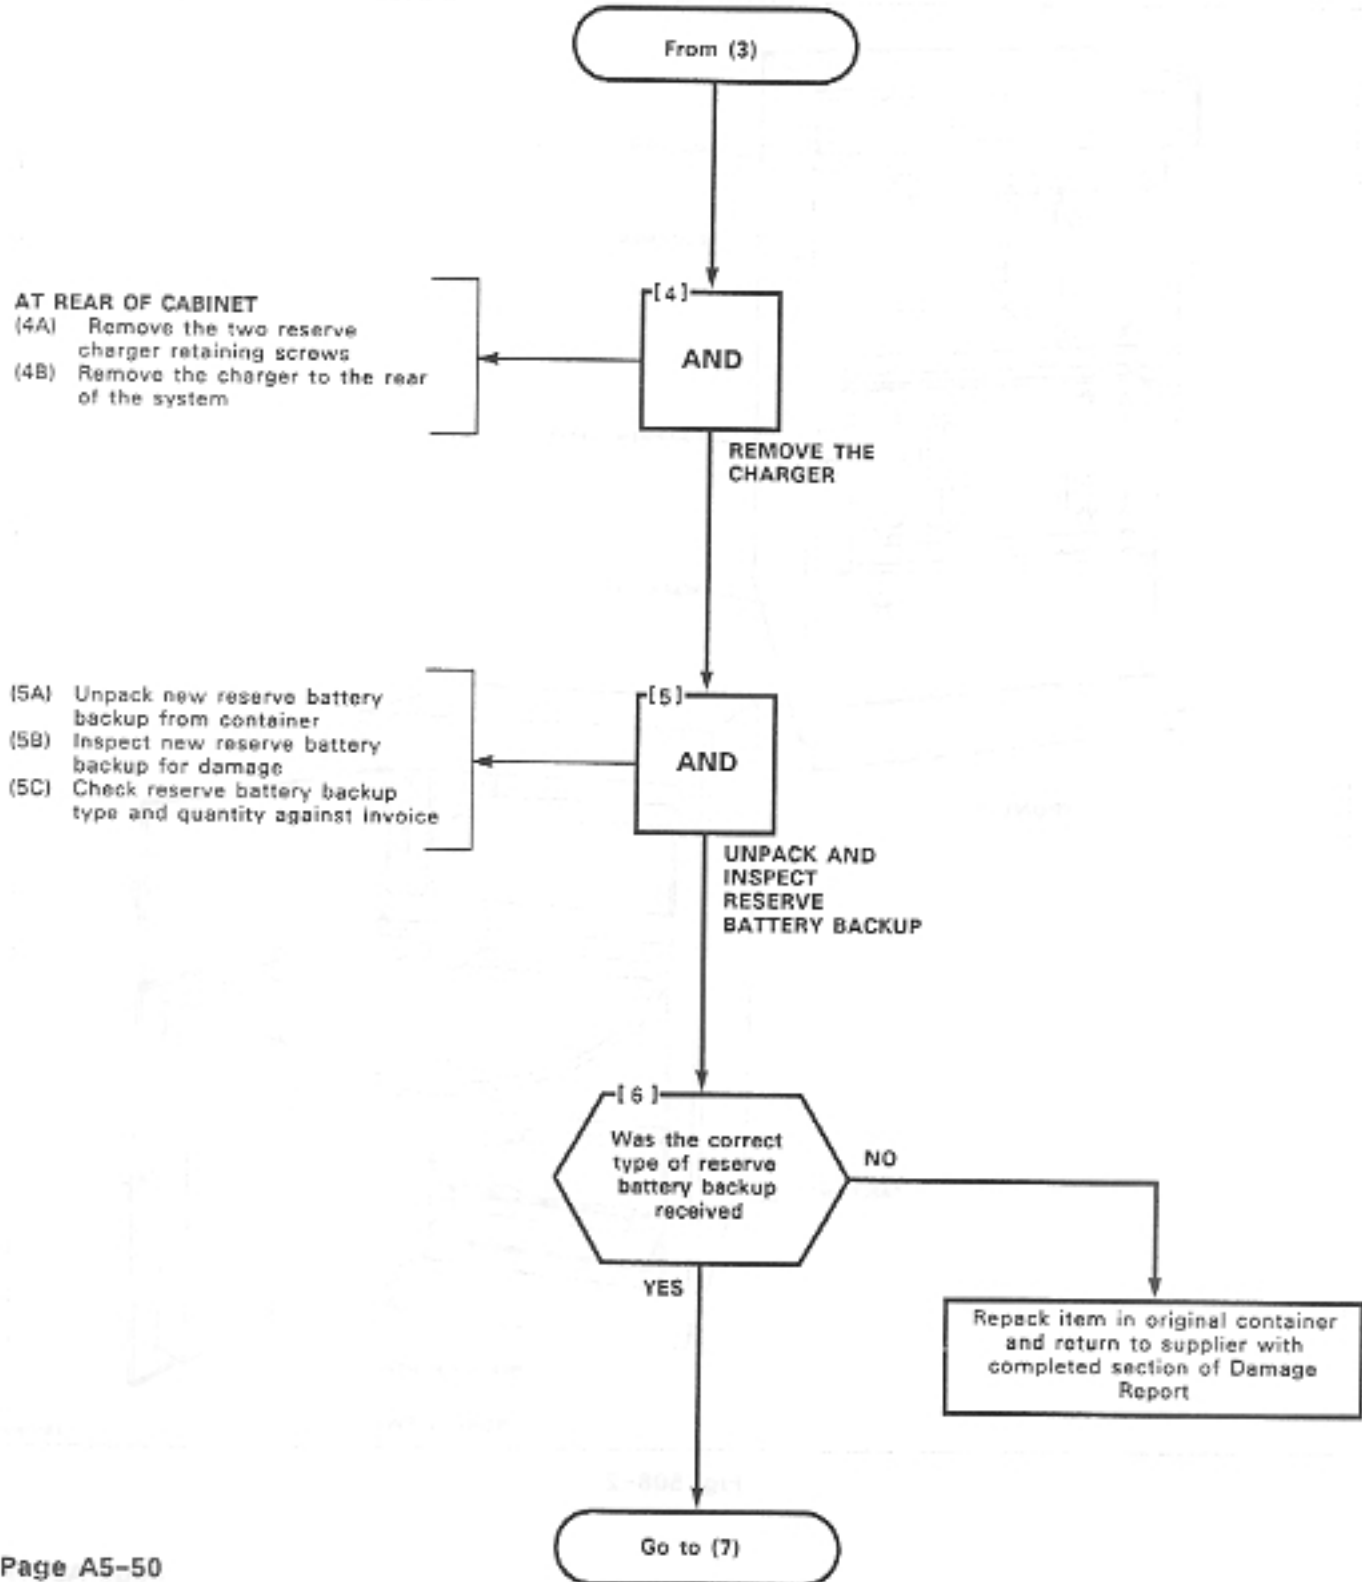 From (3)
[4]
AND
AT REAR OF CABINET
(4A) Remove the two reserve
charger retaining screws
(4B) Remove the charger to the rear
of the system
REMOVE THE
CHARGER
[5]
AND
(5A) Unpack new reserve battery
backup from container
(5B) Inspect new reserve battery
backup for damage
(5C) Check reserve battery backup
type and quantity against invoice
UNPACK AND
INSPECT
RESERVE
BATTERY BACKUP
[6]
Was the correct
type of reserve
battery backup
received
NO
YES
Repack item in original container
and return to supplier with
completed section of Damage
Report
Go to (7)
Page A5-50